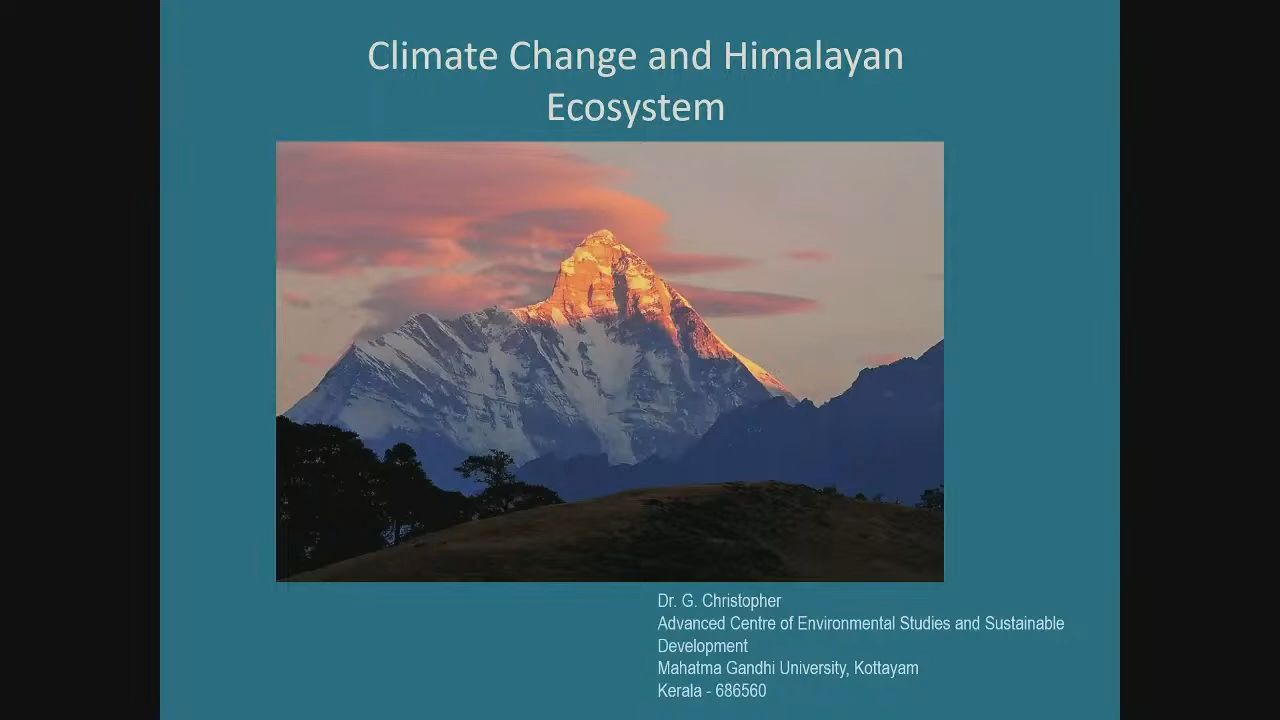 Climate Change and Himalayan
Ecosystem
Dr. G. Christopher
Advanced Centre of Environmental Studies and Sustainable
Development
Mahatma Gandhi University, Kottayam
Kerala - 686560